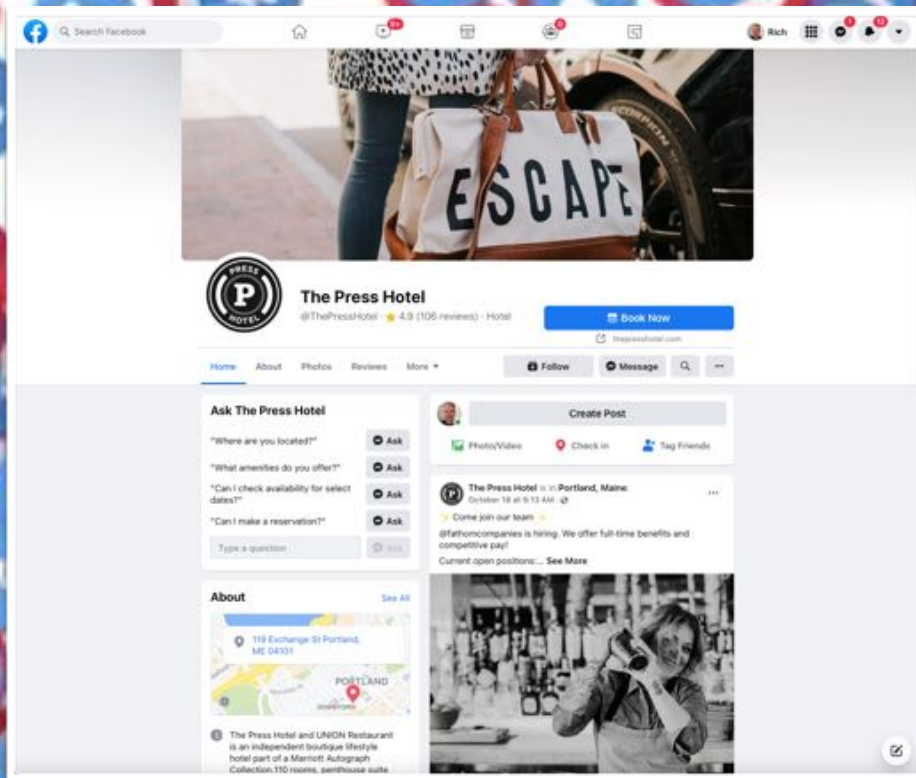 Search Facebook
9+
6
Rich
1
12
SCORPION
ESCAPE
PRESS
P
HOTEL
The Press Hotel
@ThePressHotel · 4.9 (106 reviews) · Hotel
Book Now
thepresshotel.com
Home About Photos Reviews More
Follow Message
Ask The Press Hotel
"Where are you located?" Ask
"What amenities do you offer?" Ask
"Can I check availability for select
dates?" Ask
"Can I make a reservation?" Ask
Type a question Ask
About See All
119 Exchange St Portland,
ME 04101
PORTLAND
DOWNTOWN
The Press Hotel and UNION Restaurant
is an independent boutique lifestyle
hotel part of a Marriott Autograph
Collection.110 rooms, penthouse suite
Create Post
Photo/Video Check in Tag Friends
The Press Hotel is in Portland, Maine.
October 18 at 9:13 AM ·
Come join our team
@fathomcompanies is hiring. We offer full-time benefits and
competitive pay!
Current open positions:... See More